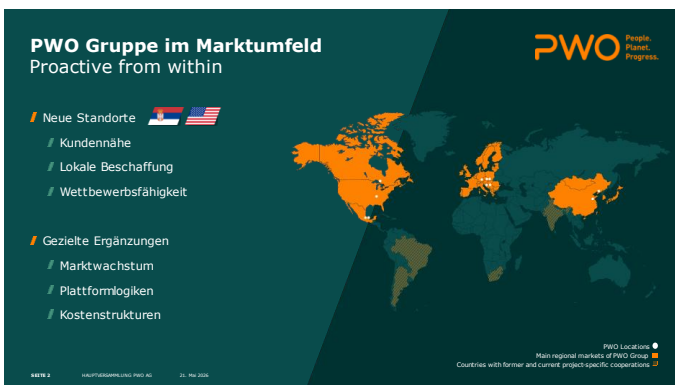 PWO Gruppe im Marktumfeld
Proactive from within
PWO
People.
Planet.
Progress.
Neue Standorte
Kundennähe
Lokale Beschaffung
Wettbewerbsfähigkeit
Gezielte Ergänzungen
Marktwachstum
Plattformlogiken
Kostenstrukturen
PWO Locations
Main regional markets of PWO Group
Countries with former and current project-specific cooperations
SEITE 2 HAUPTVERSAMMLUNG PWO AG 21. Mai 2026